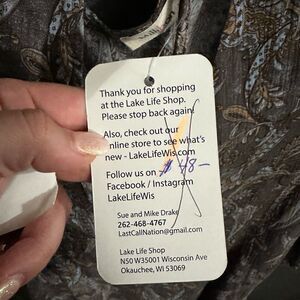 Thank you for shopping
at the Lake Life Shop.
Please stop back again!
Also, check out our
online store to see what's
new - LakeLifeWis.com
$48-
Follow us on
Facebook / Instagram
LakeLifeWis
Sue and Mike Drake
262-468-4767
LastCallNation@gmail.com
Lake Life Shop
N50 W35001 Wisconsin Ave
Okauchee, WI 53069